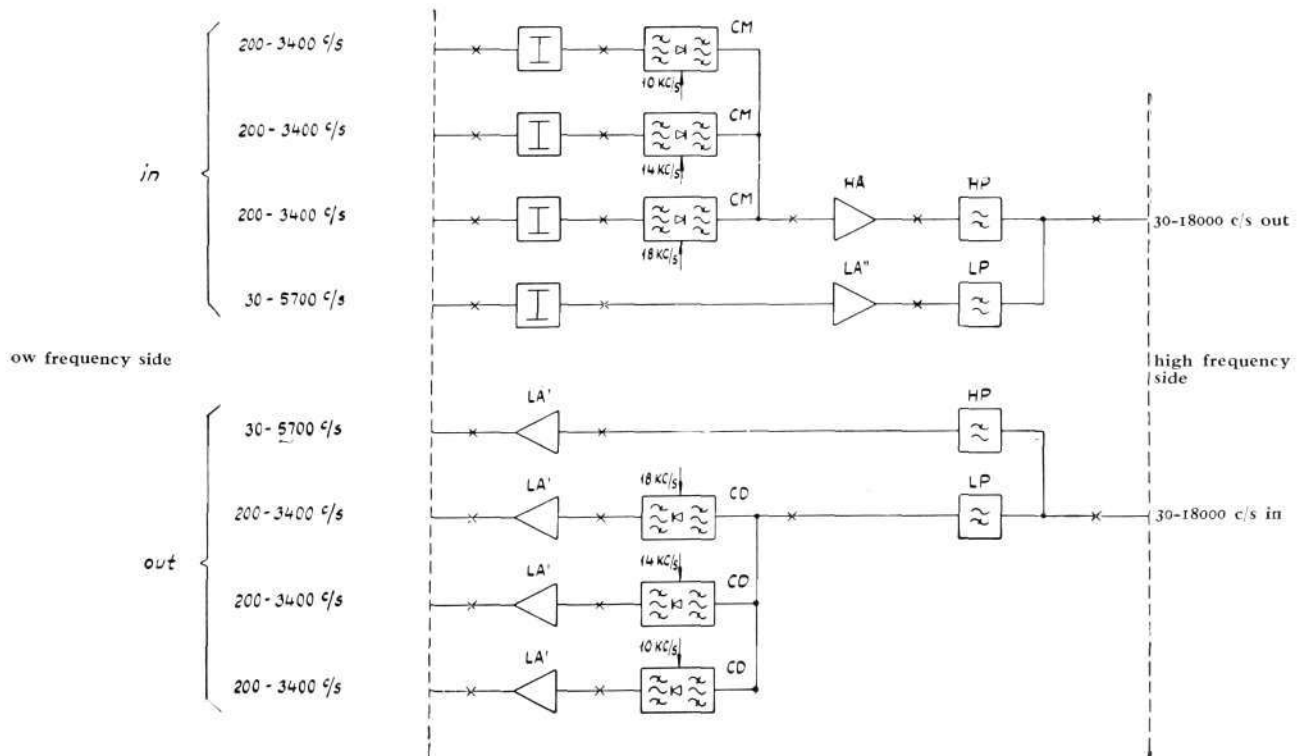 200-3400 c/s
CM
10 KC/s
200-3400 c/s
CM
14 KC/s
in
200-3400 c/s
CM
18 KC/s
HA
HP
30-18000 c/s out
30-5700 c/s
LA"
LP
ow frequency side
high frequency
side
30-5700 c/s
LA'
HP
200-3400 c/s
LA'
18 KC/s
CD
LP
30-18000 c/s in
out
200-3400 c/s
LA'
14 KC/s
CD
200-3400 c/s
LA'
10 KC/s
CD